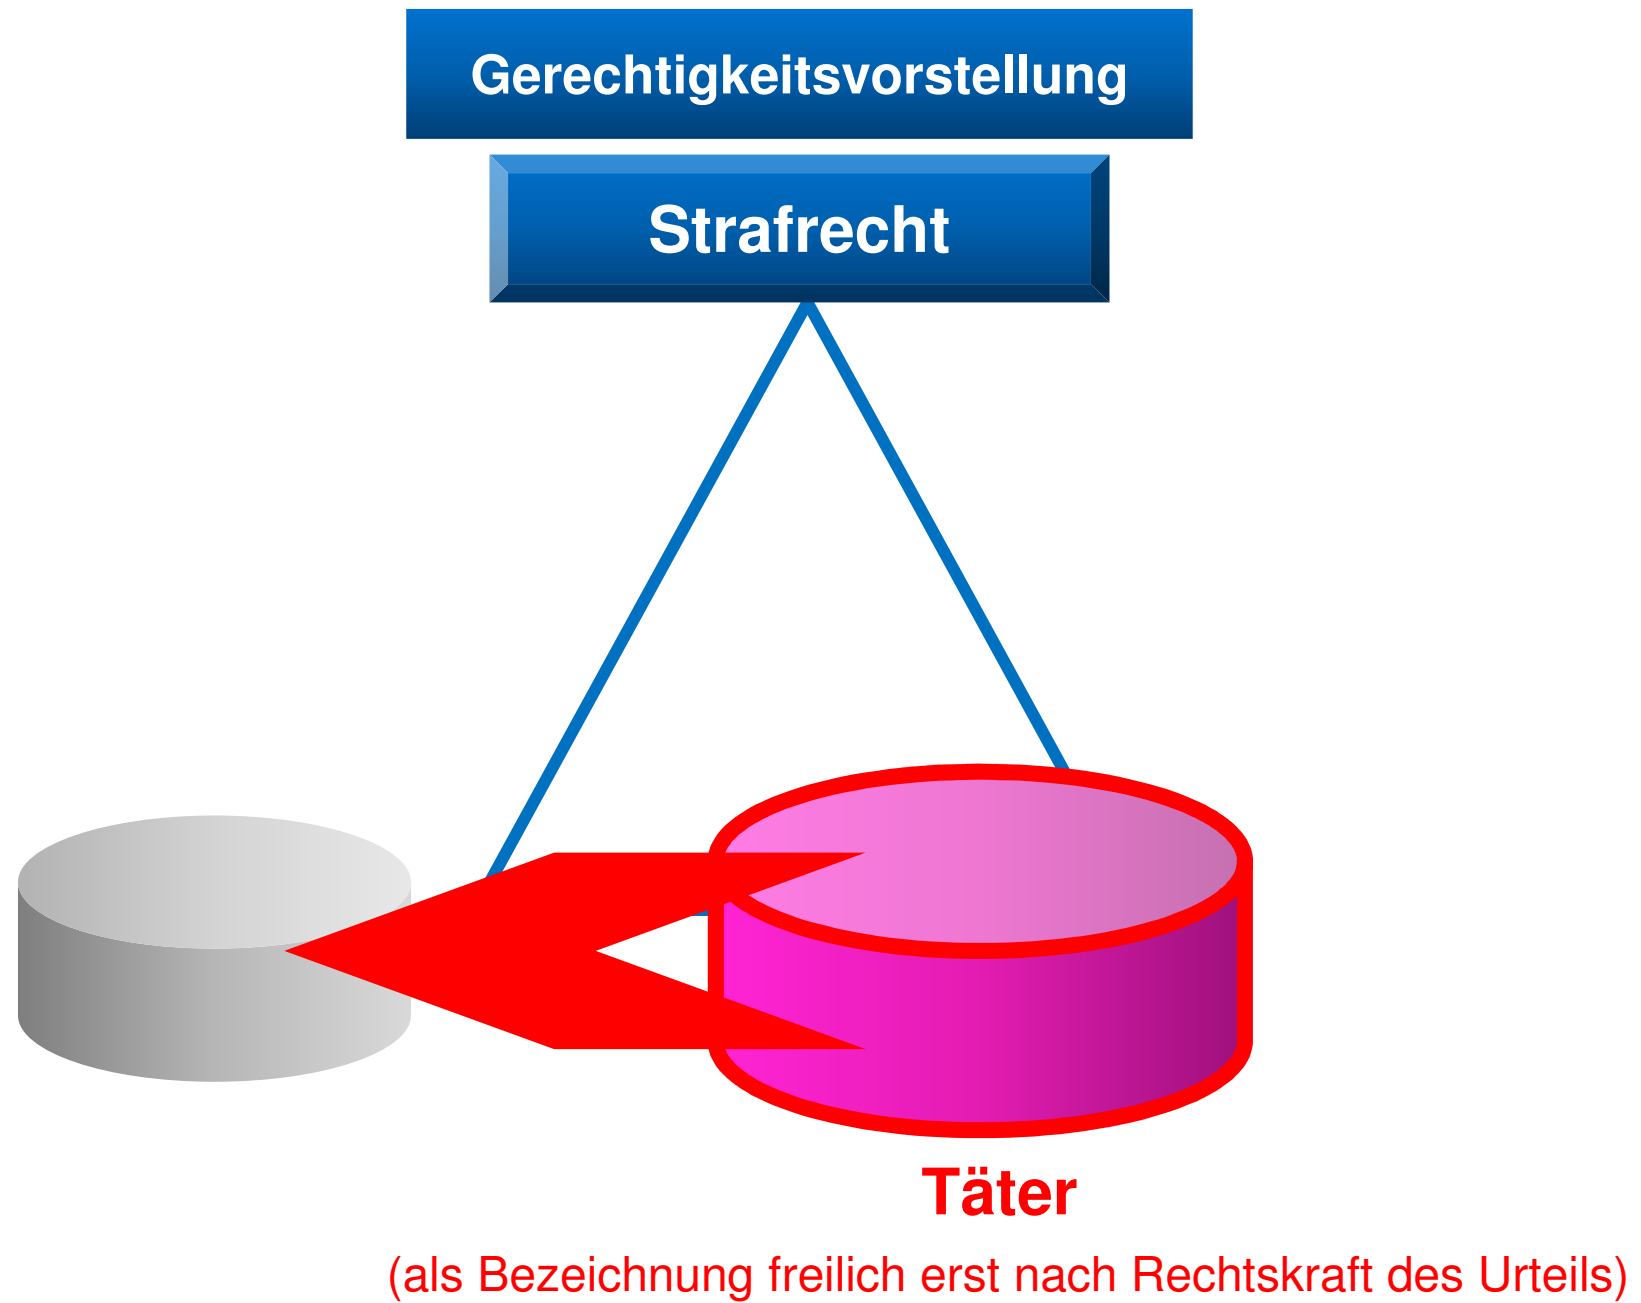 Gerechtigkeitsvorstellung
Strafrecht
Täter
(als Bezeichnung freilich erst nach Rechtskraft des Urteils)